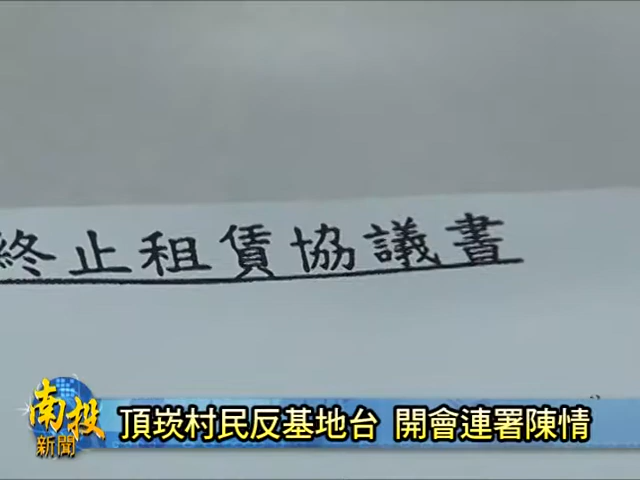 終止租賃協議書
南投
新聞
頂崁村民反基地台 開會連署陳情